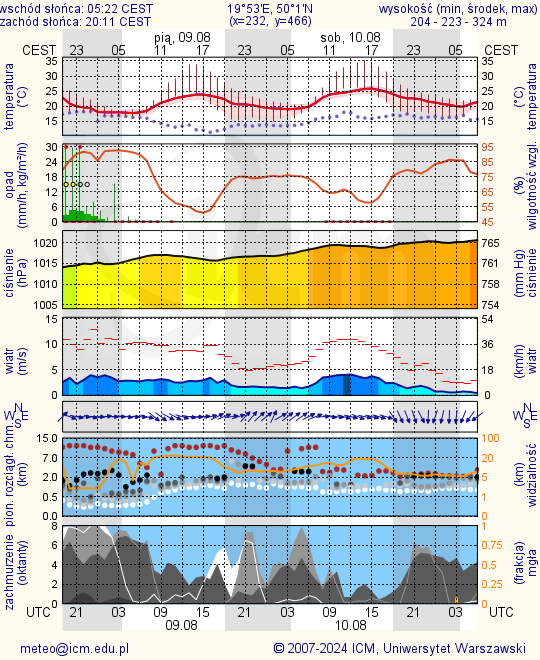 wschód słońca: 05:22 CEST
zachód słońca: 20:11 CEST
19°53'E, 50°1'N
(x=232, y=466)
wysokość (min, środek, max)
204 - 223 - 324 m
pią, 09.08
sob, 10.08
CEST 23 05 11 17 23 05 11 17 23 05 CEST
temperatura (°C)
35 30 25 20 15
35 30 25 20 15
(°C) temperatura
opad (mm/h, kg/m²/h)
30 24 18 12 6 0
95 85 75 65 55 45
(%) wilgotność wzgl.
ciśnienie (hPa)
1020 1015 1010 1005
765 761 758 754
(mm Hg) ciśnienie
wiatr (m/s)
15 10 5 0
54 36 18 0
(km/h) wiatr
N W E S
N W E S
pion. rozciągł. chm. (km)
15.0 7.0 2.0 0.5 0.0
100 20 5 1 0
(km) widzialność
zachmurzenie (oktanty)
8 6 4 2 0
1 0.75 0.5 0.25 0
(frakcja) mgła
UTC 21 03 09 15 21 03 09 15 21 03 UTC
09.08
10.08
meteo@icm.edu.pl
© 2007-2024 ICM, Uniwersytet Warszawski